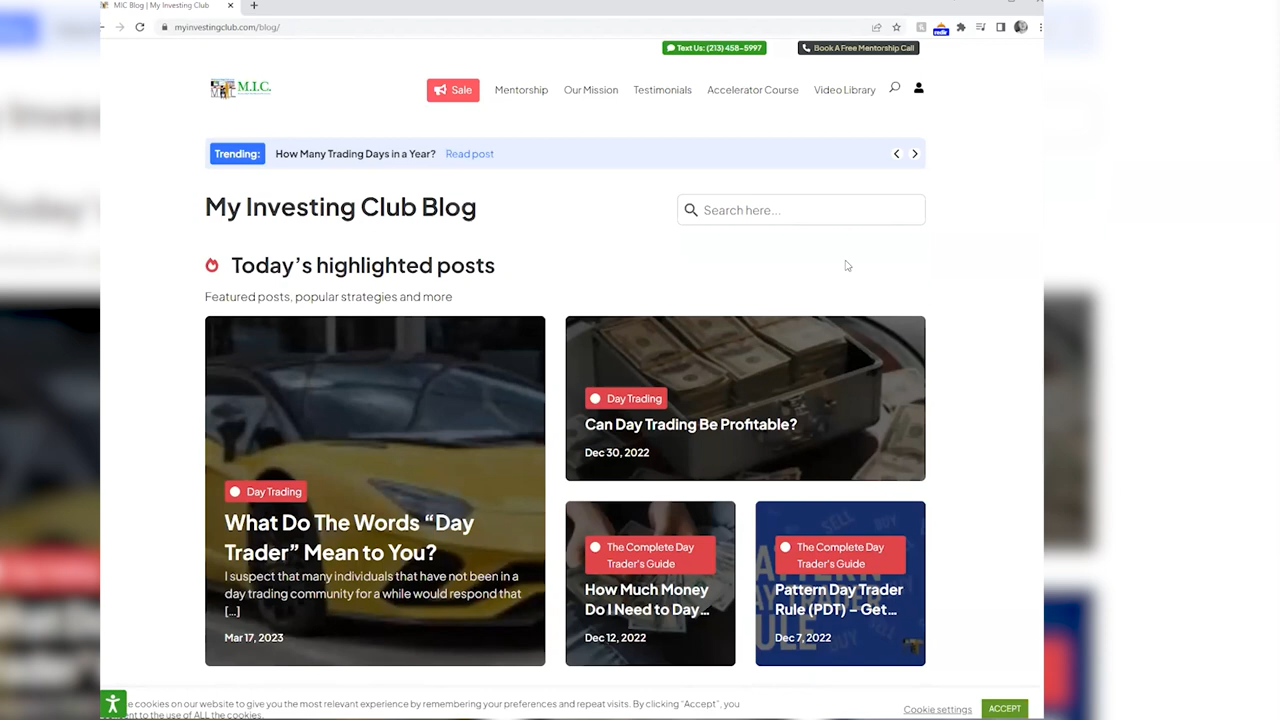 MIC Blog | My Investing Club
myinvestingclub.com/blog/
redir
Text Us: (213) 458-5997
Book A Free Mentorship Call
M.I.C.
Sale
Mentorship
Our Mission
Testimonials
Accelerator Course
Video Library
Trending:
How Many Trading Days in a Year?
Read post
My Investing Club Blog
Search here...
Today's highlighted posts
Featured posts, popular strategies and more
Day Trading
What Do The Words “Day
Trader” Mean to You?
I suspect that many individuals that have not been in a
day trading community for a while would respond that
[...]
Mar 17, 2023
Day Trading
Can Day Trading Be Profitable?
Dec 30, 2022
The Complete Day
Trader's Guide
How Much Money
Do I Need to Day...
Dec 12, 2022
SELL
BUY
The Complete Day
Trader's Guide
Pattern Day Trader
Rule (PDT) – Get...
Dec 7, 2022
cookies on our website to give you the most relevant experience by remembering your preferences and repeat visits. By clicking “Accept”, you
to the use of ALL the cookies.
Cookie settings
ACCEPT